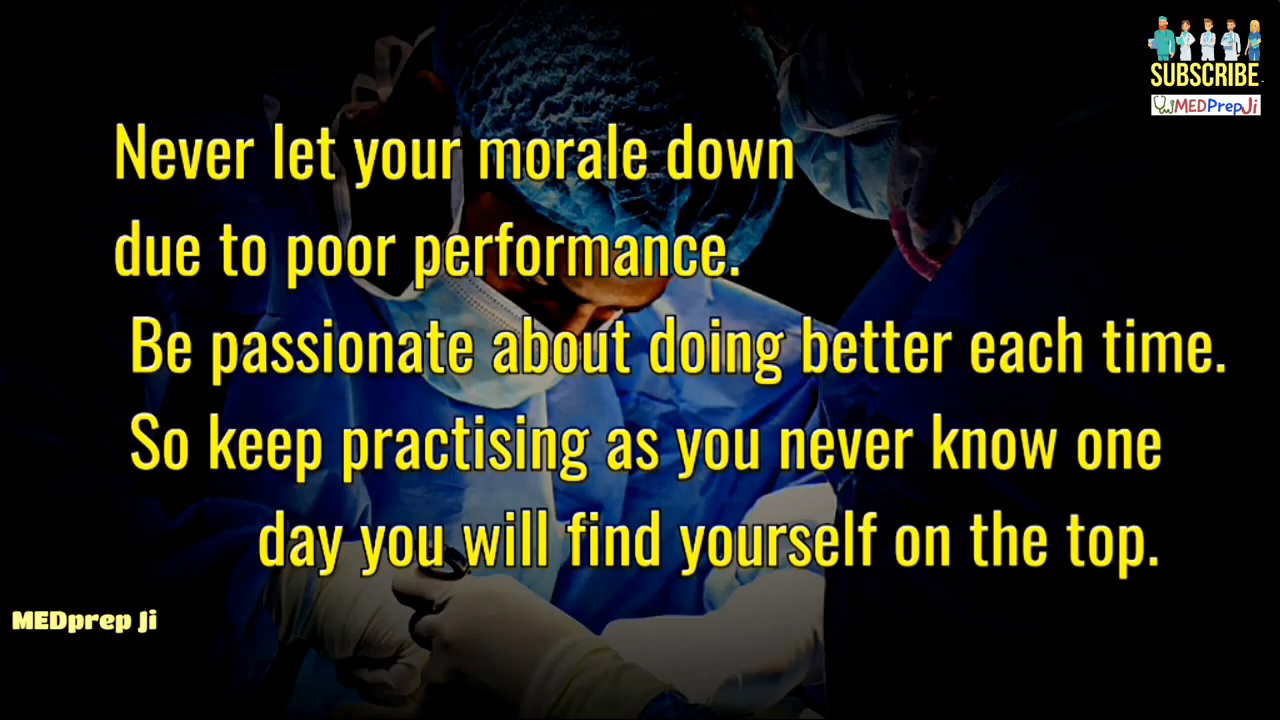 SUBSCRIBE
MEDPrepJi
Never let your morale down
due to poor performance.
Be passionate about doing better each time.
So keep practising as you never know one
day you will find yourself on the top.
MEDprep Ji